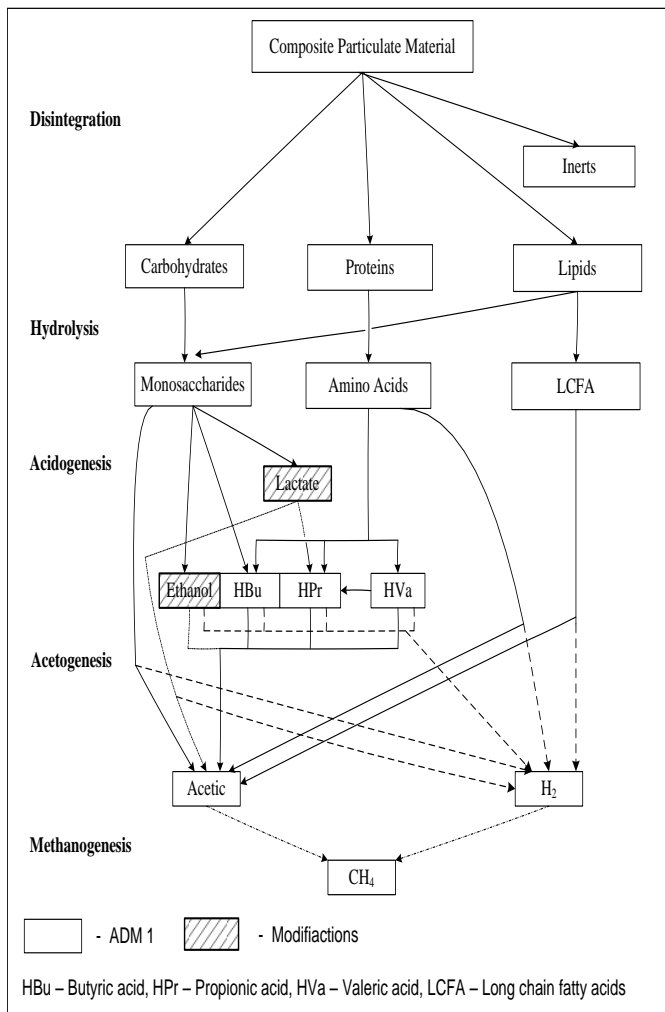 Composite Particulate Material
Disintegration
Inerts
Carbohydrates
Proteins
Lipids
Hydrolysis
Monosaccharides
Amino Acids
LCFA
Acidogenesis
Lactate
Ethanol
HBu
HPr
HVa
Acetogenesis
Acetic
H₂
Methanogenesis
CH₄
- ADM 1
- Modifiactions
HBu – Butyric acid, HPr – Propionic acid, HVa – Valeric acid, LCFA – Long chain fatty acids